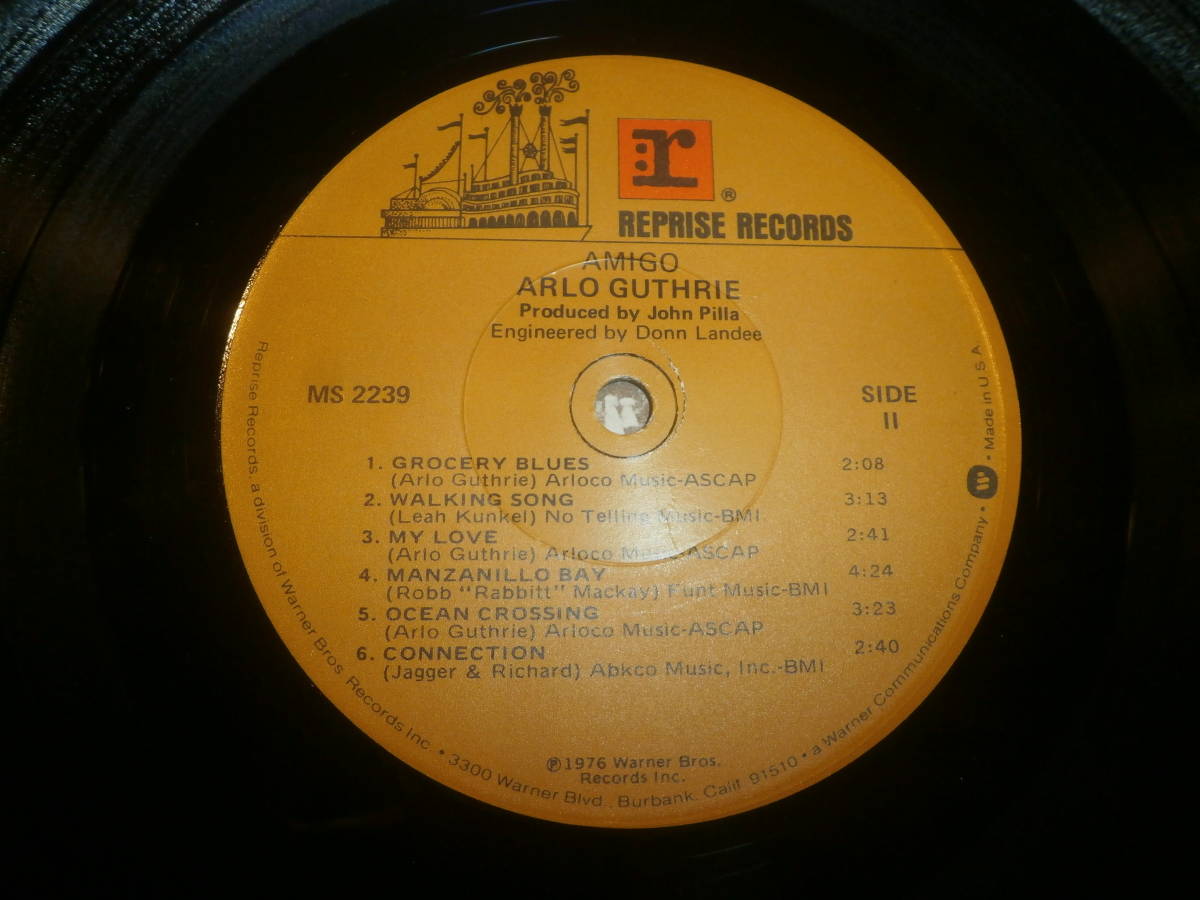 r
®
REPRISE RECORDS
AMIGO
ARLO GUTHRIE
Produced by John Pilla
Engineered by Donn Landee
MS 2239
SIDE
II
1. GROCERY BLUES 2:08
(Arlo Guthrie) Arloco Music-ASCAP
2. WALKING SONG 3:13
(Leah Kunkel) No Telling Music-BMI
3. MY LOVE 2:41
(Arlo Guthrie) Arloco Music-ASCAP
4. MANZANILLO BAY 4:24
(Robb "Rabbitt" Mackay) Funt Music-BMI
5. OCEAN CROSSING 3:23
(Arlo Guthrie) Arloco Music-ASCAP
6. CONNECTION 2:40
(Jagger & Richard) Abkco Music, Inc.-BMI
℗1976 Warner Bros.
Records Inc.
Reprise Records, a division of Warner Bros Records Inc • 3300 Warner Blvd., Burbank, Calif 91510 • a Warner Communications Company • W • Made in U S A